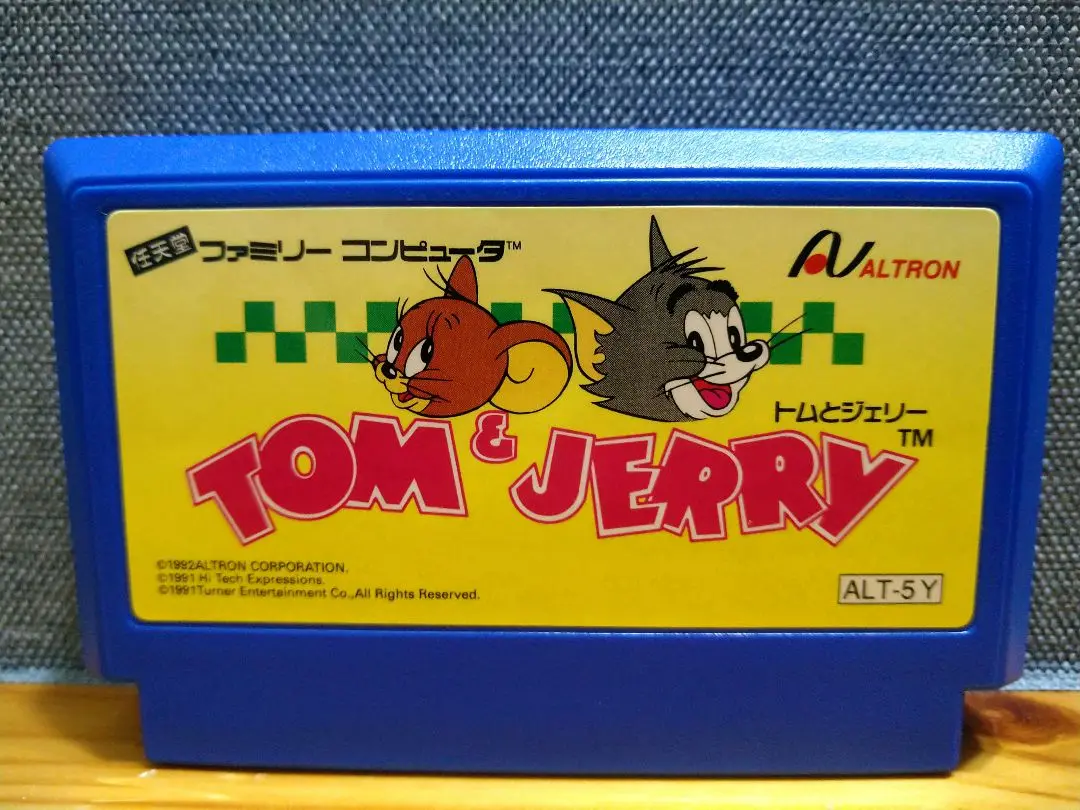 任天堂 ファミリー コンピュータ™
ALTRON
トムとジェリー
TOM & JERRY™
©1992ALTRON CORPORATION.
©1991 Hi Tech Expressions.
©1991Turner Entertainment Co.,All Rights Reserved.
ALT-5Y